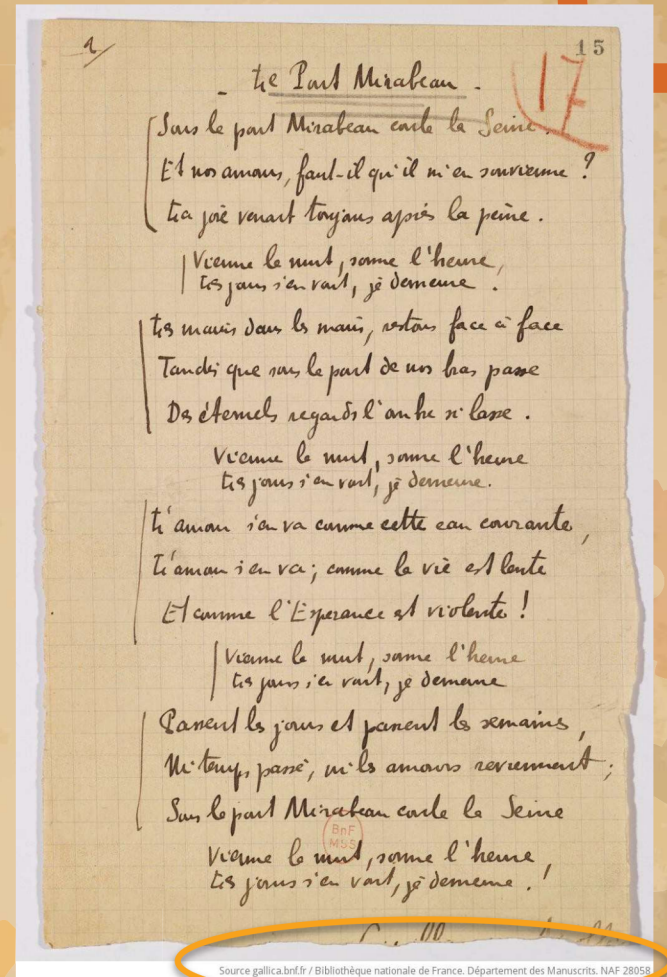 1/
15
17
- Le Pont Mirabeau -
Sous le pont Mirabeau coule la Seine.
Et nos amours, faut-il qu'il m'en souvienne ?
La joie venait toujours après la peine.
Vienne la nuit, sonne l'heure,
Les jours s'en vont, je demeure.
Les mains dans les mains, restons face à face
Tandis que sous le pont de nos bras passe
Des éternels regards l'onde si lasse.
Vienne la nuit, sonne l'heure
Les jours s'en vont, je demeure.
L'amour s'en va comme cette eau courante,
L'amour s'en va; comme la vie est lente
Et comme l'Espérance est violente !
Vienne la nuit, sonne l'heure
Les jours s'en vont, je demeure
Passent les jours et passent les semaines,
Ni temps passé, ni les amours reviennent;
Sous le pont Mirabeau coule la Seine
BnF
MSS
Vienne la nuit, sonne l'heure,
Les jours s'en vont, je demeure.!
Source gallica.bnf.fr / Bibliothèque nationale de France. Département des Manuscrits. NAF 28058